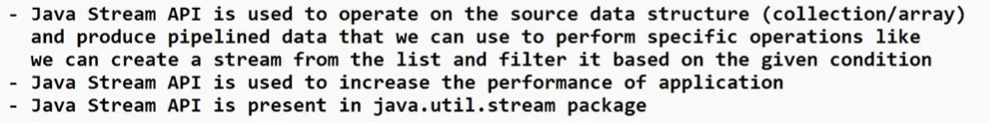 - Java Stream API is used to operate on the source data structure (collection/array)
and produce pipelined data that we can use to perform specific operations like
we can create a stream from the list and filter it based on the given condition
- Java Stream API is used to increase the performance of application
- Java Stream API is present in java.util.stream package